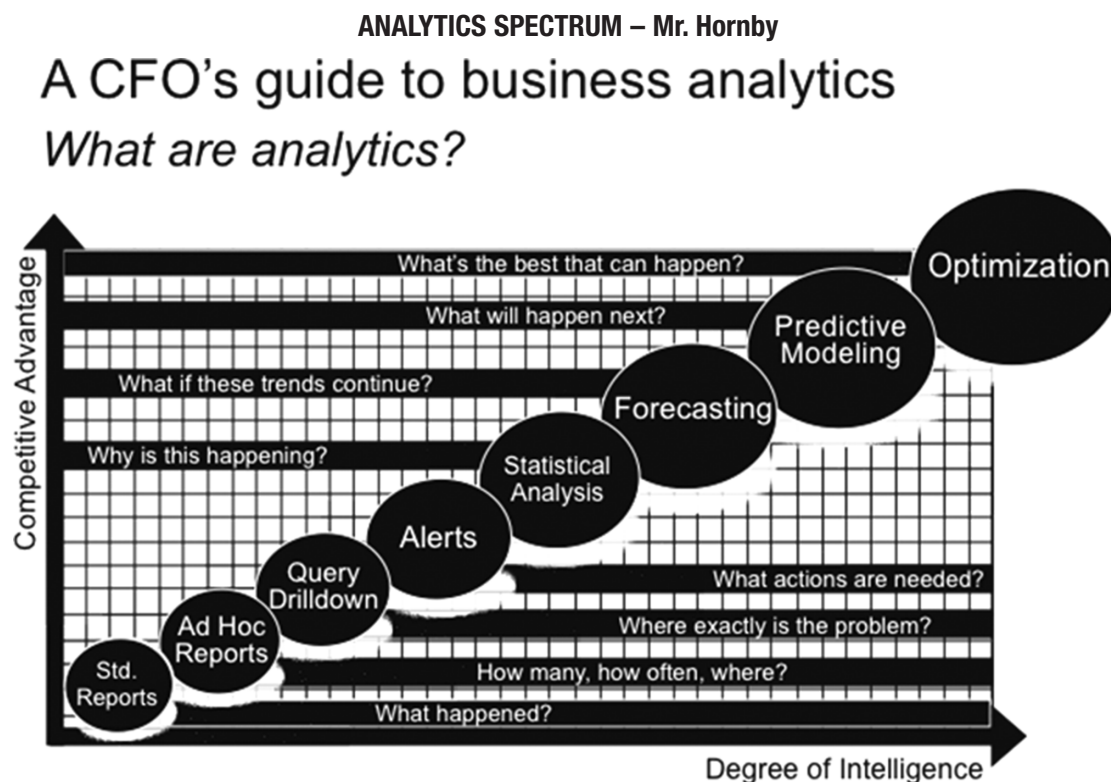 ANALYTICS SPECTRUM – Mr. Hornby
A CFO's guide to business analytics
What are analytics?
Competitive Advantage
What's the best that can happen?
Optimization
What will happen next?
Predictive
Modeling
What if these trends continue?
Forecasting
Why is this happening?
Statistical
Analysis
Alerts
What actions are needed?
Query
Drilldown
Where exactly is the problem?
Ad Hoc
Reports
How many, how often, where?
Std.
Reports
What happened?
Degree of Intelligence